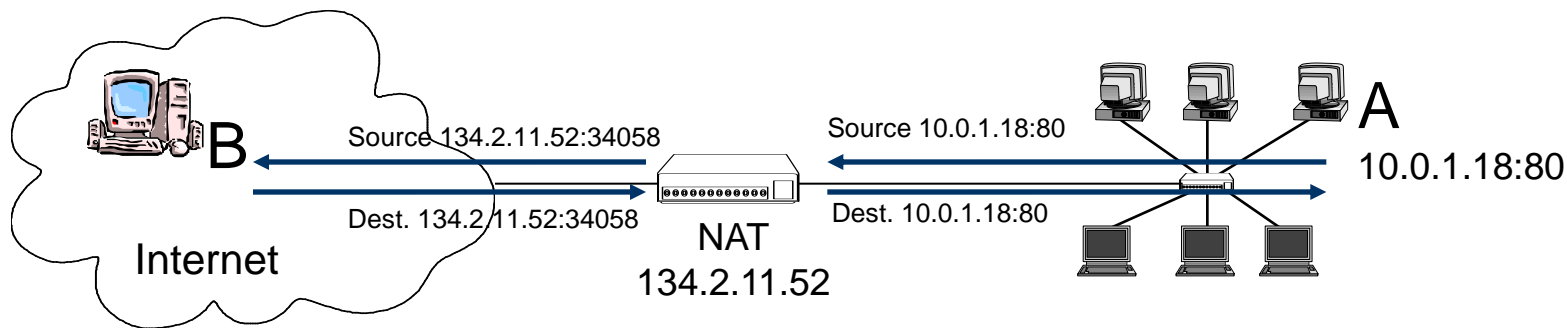 B
Source 134.2.11.52:34058
Dest. 134.2.11.52:34058
Internet
NAT
134.2.11.52
Source 10.0.1.18:80
Dest. 10.0.1.18:80
A
10.0.1.18:80